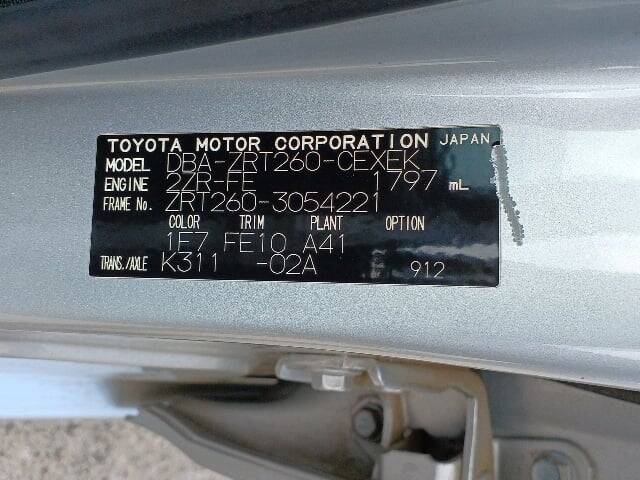 TOYOTA MOTOR CORPORATION JAPAN
MODEL DBA-ZRT260-CEXEK
ENGINE 2ZR-FE 1797 mL
FRAME No. ZRT260-3054221
COLOR TRIM PLANT OPTION
1E7 FE10 A41
TRANS./AXLE K311 -02A 912